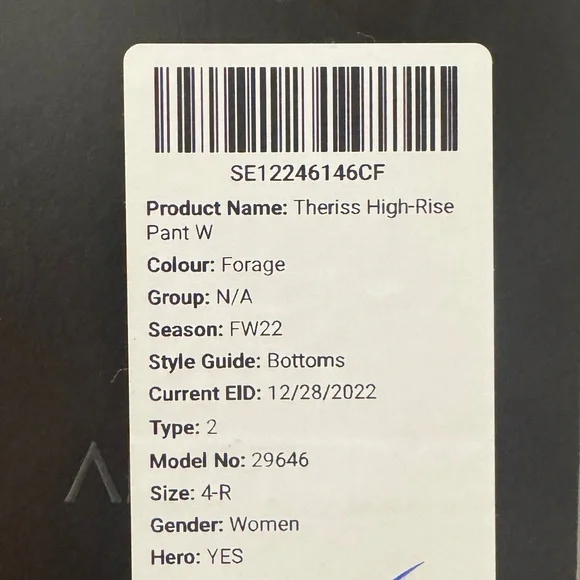 SE12246146CF
Product Name: Theriss High-Rise
Pant W
Colour: Forage
Group: N/A
Season: FW22
Style Guide: Bottoms
Current EID: 12/28/2022
Type: 2
Model No: 29646
Size: 4-R
Gender: Women
Hero: YES